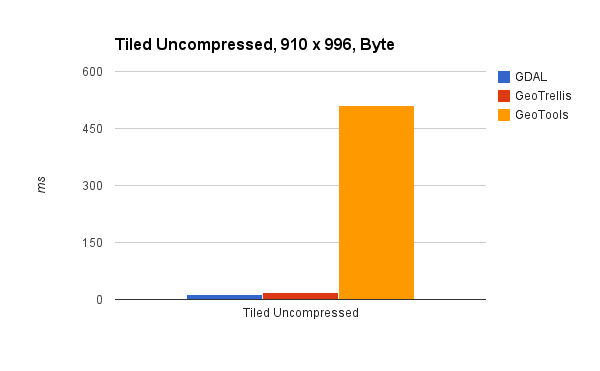 Tiled Uncompressed, 910 x 996, Byte
600
450
300
150
0
ms
Tiled Uncompressed
GDAL
GeoTrellis
GeoTools